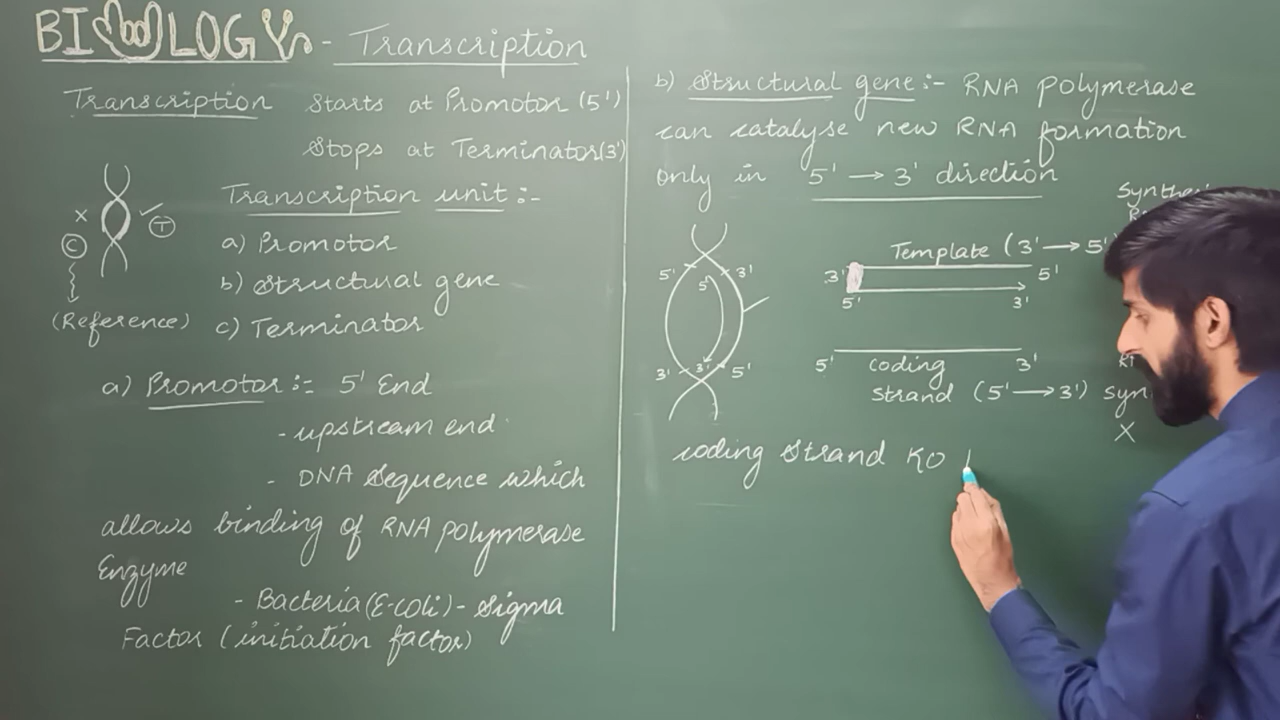 BIOLOGY - Transcription
Transcription Starts at Promotor (5')
Stops at Terminator(3')
Transcription unit :-
X T
C
a) Promotor
b) Structural gene
(Reference) c) Terminator
a) Promotor :- 5' End
- upstream end
- DNA Sequence which
allows binding of RNA polymerase
Enzyme
- Bacteria (E-coli) - Sigma
Factor (initiation factor)
b) Structural gene :- RNA polymerase
can catalyse new RNA formation
only in 5' → 3' direction
Template (3' → 5')
5' 3' 3' 5'
5' 5' 3'
3' 3' 5'
5' coding 3'
Strand (5' → 3') syn
X
coding Strand KO